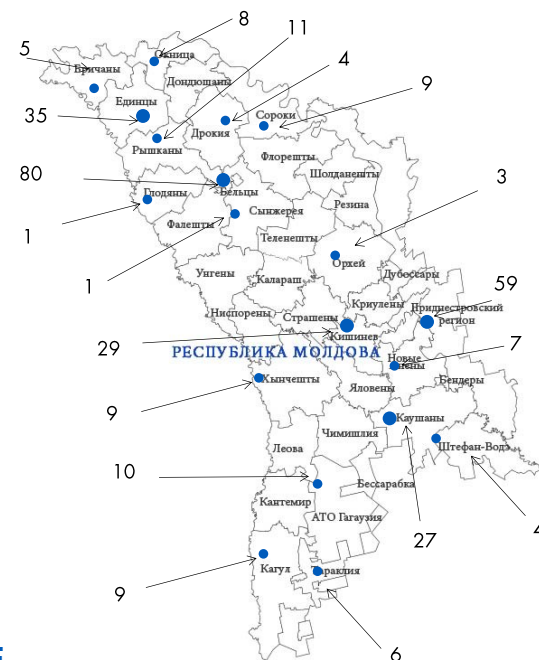 8
11
5
Окница
4
Бричаны
Дондюшаны
9
Единцы
35
Сороки
Дрокия
Рышканы
Флорешты
80
Шолданешты
3
Глодяны
Бельцы
Резина
Сынжерея
1
Фалешты
Теленешты
Орхей
1
Унгены
Калараш
Дубоссары
59
Криулены
Ниспорены
Страшены
Приднестровский
регион
29
Кишинев
7
РЕСПУБЛИКА МОЛДОВА
Новые
Хынчешты
Бендеры
9
Яловены
Каушаны
Чимишлия
Леова
Штефан-Водэ
10
Бессарабка
Кантемир
АТО Гагаузия
4
27
Кагул
Тараклия
9
6